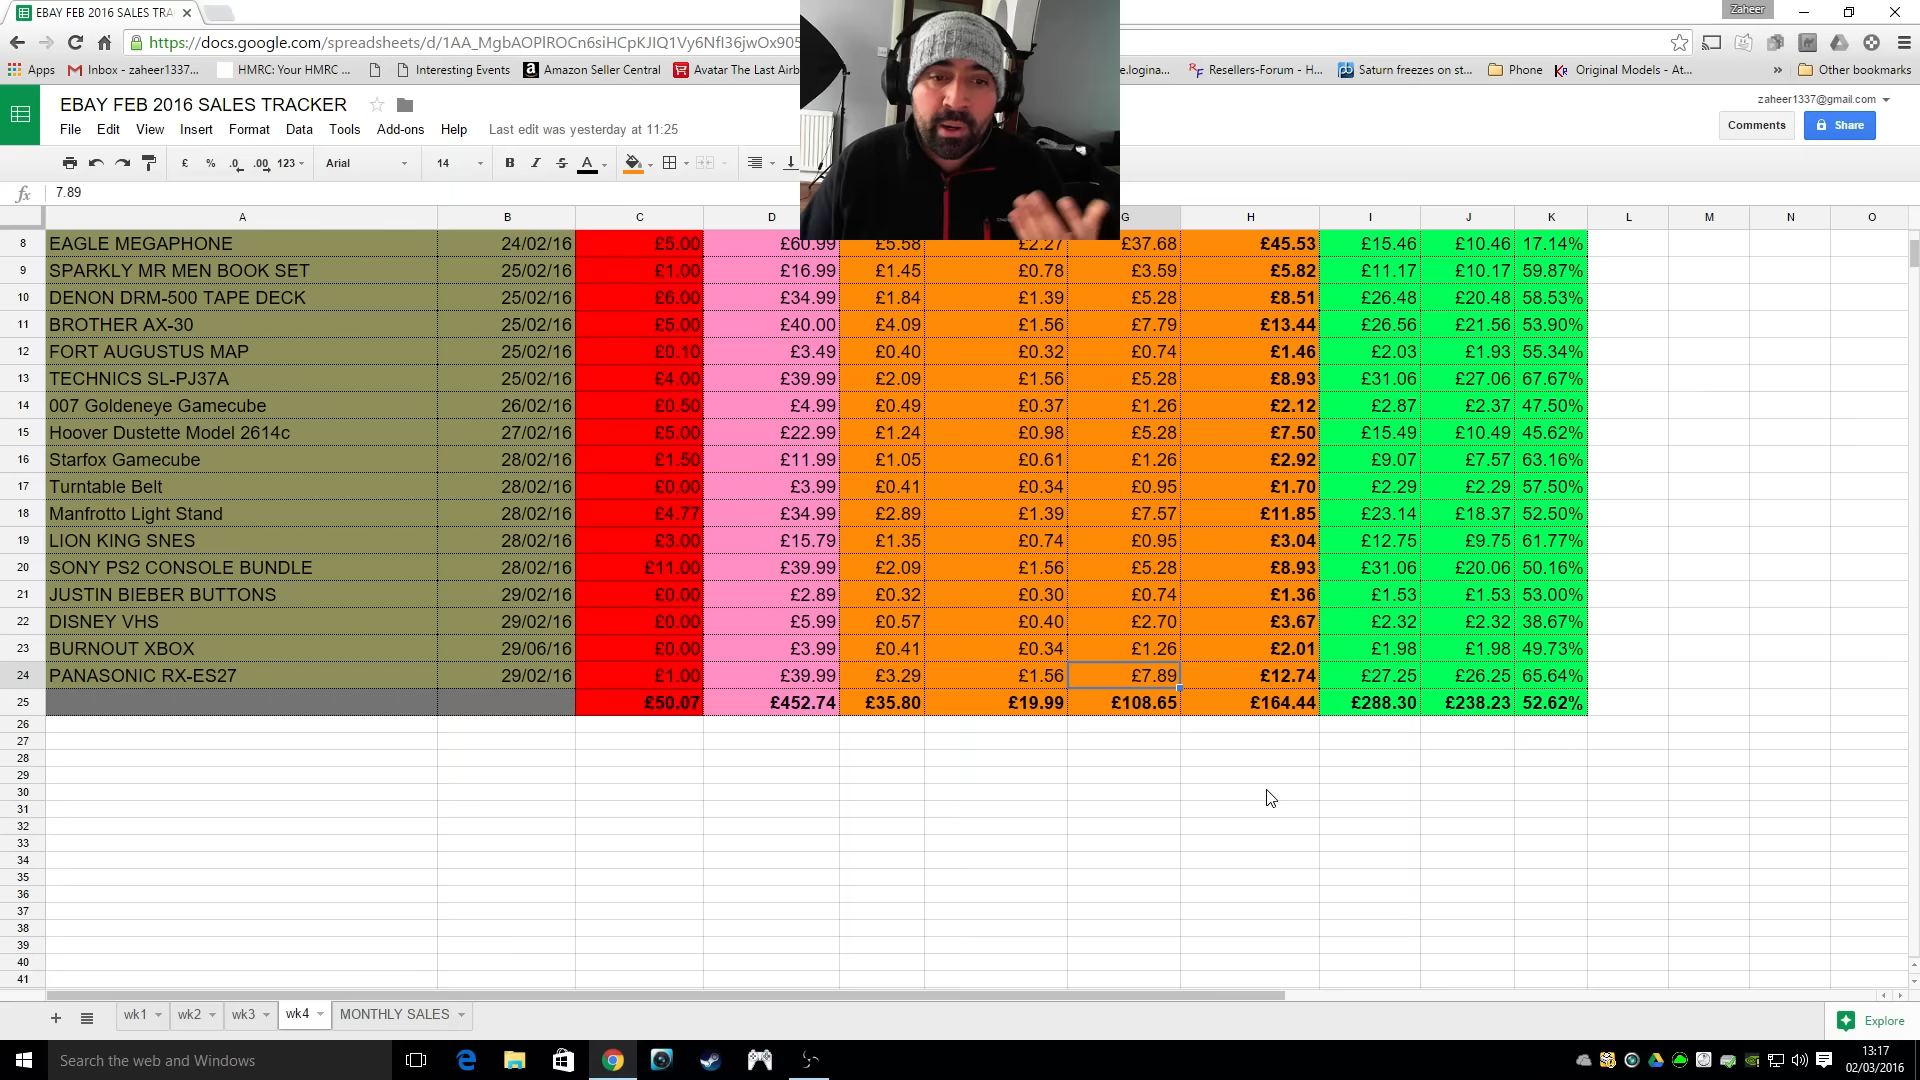 EBAY FEB 2016 SALES TRA
Zaheer
https://docs.google.com/spreadsheets/d/1AA_MgbAOPlROCn6siHCpKJIQ1Vy6NfI36jwOx905
Apps Inbox - zaheer1337... HMRC: Your HMRC ... Interesting Events Amazon Seller Central Avatar The Last Airb e.logina... Resellers-Forum - H... Saturn freezes on st... Phone Original Models - At... » Other bookmarks
EBAY FEB 2016 SALES TRACKER
zaheer1337@gmail.com
File Edit View Insert Format Data Tools Add-ons Help Last edit was yesterday at 11:25
Comments Share
£ % .0 .00 123 Arial 14 B I S A
fx 7.89
A B C D G H I J K L M N O
8 EAGLE MEGAPHONE 24/02/16 £5.00 £60.99 £5.58 £2.27 £37.68 £45.53 £15.46 £10.46 17.14%
9 SPARKLY MR MEN BOOK SET 25/02/16 £1.00 £16.99 £1.45 £0.78 £3.59 £5.82 £11.17 £10.17 59.87%
10 DENON DRM-500 TAPE DECK 25/02/16 £6.00 £34.99 £1.84 £1.39 £5.28 £8.51 £26.48 £20.48 58.53%
11 BROTHER AX-30 25/02/16 £5.00 £40.00 £4.09 £1.56 £7.79 £13.44 £26.56 £21.56 53.90%
12 FORT AUGUSTUS MAP 25/02/16 £0.10 £3.49 £0.40 £0.32 £0.74 £1.46 £2.03 £1.93 55.34%
13 TECHNICS SL-PJ37A 25/02/16 £4.00 £39.99 £2.09 £1.56 £5.28 £8.93 £31.06 £27.06 67.67%
14 007 Goldeneye Gamecube 26/02/16 £0.50 £4.99 £0.49 £0.37 £1.26 £2.12 £2.87 £2.37 47.50%
15 Hoover Dustette Model 2614c 27/02/16 £5.00 £22.99 £1.24 £0.98 £5.28 £7.50 £15.49 £10.49 45.62%
16 Starfox Gamecube 28/02/16 £1.50 £11.99 £1.05 £0.61 £1.26 £2.92 £9.07 £7.57 63.16%
17 Turntable Belt 28/02/16 £0.00 £3.99 £0.41 £0.34 £0.95 £1.70 £2.29 £2.29 57.50%
18 Manfrotto Light Stand 28/02/16 £4.77 £34.99 £2.89 £1.39 £7.57 £11.85 £23.14 £18.37 52.50%
19 LION KING SNES 28/02/16 £3.00 £15.79 £1.35 £0.74 £0.95 £3.04 £12.75 £9.75 61.77%
20 SONY PS2 CONSOLE BUNDLE 28/02/16 £11.00 £39.99 £2.09 £1.56 £5.28 £8.93 £31.06 £20.06 50.16%
21 JUSTIN BIEBER BUTTONS 29/02/16 £0.00 £2.89 £0.32 £0.30 £0.74 £1.36 £1.53 £1.53 53.00%
22 DISNEY VHS 29/02/16 £0.00 £5.99 £0.57 £0.40 £2.70 £3.67 £2.32 £2.32 38.67%
23 BURNOUT XBOX 29/06/16 £0.00 £3.99 £0.41 £0.34 £1.26 £2.01 £1.98 £1.98 49.73%
24 PANASONIC RX-ES27 29/02/16 £1.00 £39.99 £3.29 £1.56 £7.89 £12.74 £27.25 £26.25 65.64%
25 £50.07 £452.74 £35.80 £19.99 £108.65 £164.44 £288.30 £238.23 52.62%
26
27
28
29
30
31
32
33
34
35
36
37
38
39
40
41
+ wk1 wk2 wk3 wk4 MONTHLY SALES
Explore
Search the web and Windows
13:17
02/03/2016